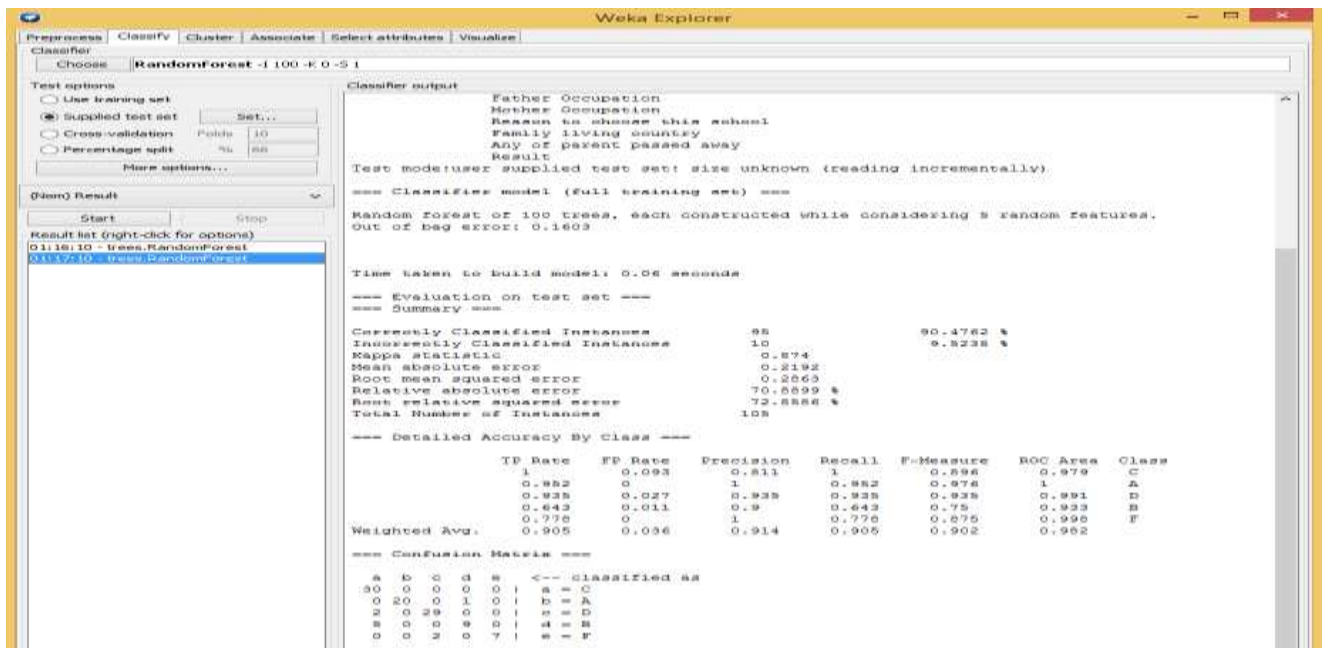 Weka Explorer
Preprocess Classify Cluster Associate Select attributes Visualize
Classifier
Choose RandomForest -I 100 -K 0 -S 1
Test options
Use training set
Supplied test set Set...
Cross-validation Folds 10
Percentage split % 66
More options...
(Nom) Result
Start Stop
Result list (right-click for options)
01:16:10 - trees.RandomForest
01:17:10 - trees.RandomForest
Classifier output
Father Occupation
Mother Occupation
Reason to choose this school
Family living country
Any of parent passed away
Result
Test mode:user supplied test set: size unknown (reading incrementally)
=== Classifier model (full training set) ===
Random forest of 100 trees, each constructed while considering 5 random features.
Out of bag error: 0.1603
Time taken to build model: 0.06 seconds
=== Evaluation on test set ===
=== Summary ===
Correctly Classified Instances 95 90.4762 %
Incorrectly Classified Instances 10 9.5238 %
Kappa statistic 0.874
Mean absolute error 0.2192
Root mean squared error 0.2863
Relative absolute error 70.8899 %
Root relative squared error 72.8886 %
Total Number of Instances 105
=== Detailed Accuracy By Class ===
TP Rate FP Rate Precision Recall F-Measure ROC Area Class
1 0.093 0.811 1 0.896 0.979 C
0.952 0 1 0.952 0.976 1 A
0.935 0.027 0.935 0.935 0.935 0.991 D
0.643 0.011 0.9 0.643 0.75 0.933 B
0.778 0 1 0.778 0.875 0.998 F
Weighted Avg. 0.905 0.036 0.914 0.905 0.902 0.982
=== Confusion Matrix ===
a b c d e <-- classified as
30 0 0 0 0 | a = C
0 20 0 1 0 | b = A
2 0 29 0 0 | c = D
5 0 0 9 0 | d = B
0 0 2 0 7 | e = F